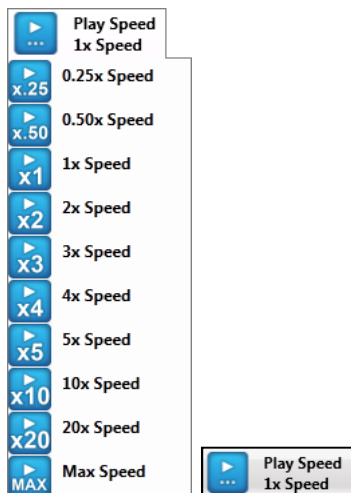 Play Speed
...
1x Speed
x.25 0.25x Speed
x.50 0.50x Speed
x1 1x Speed
x2 2x Speed
x3 3x Speed
x4 4x Speed
x5 5x Speed
x10 10x Speed
x20 20x Speed
MAX Max Speed
Play Speed
...
1x Speed